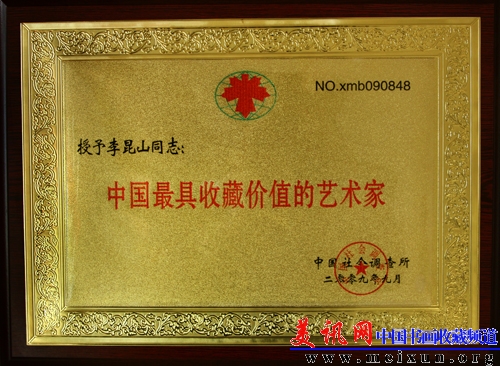 NO.xmb090848
授予李昆山同志:
中国最具收藏价值的艺术家
中国社会调查所
二零零九年九月
美讯网 中国书画收藏频道
www.meixun.org